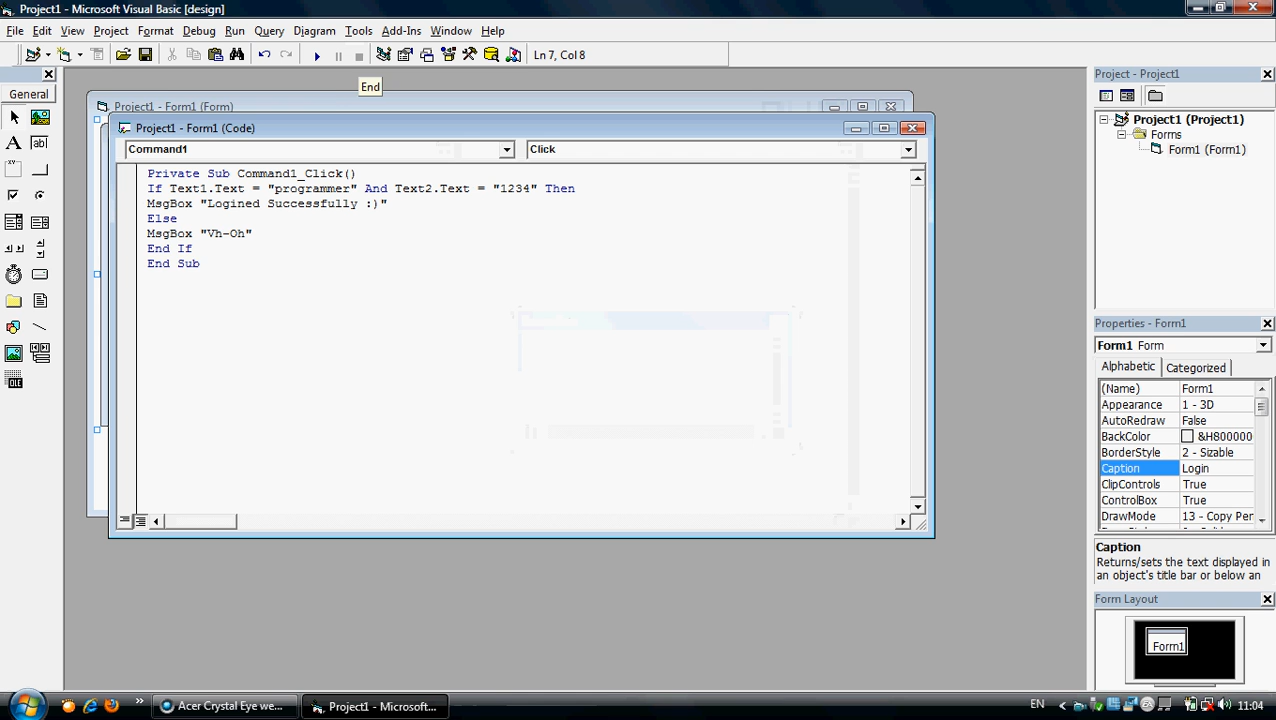 Project1 - Microsoft Visual Basic [design]
File Edit View Project Format Debug Run Query Diagram Tools Add-Ins Window Help
Ln 7, Col 8
End
General
Project1 - Form1 (Form)
Project1 - Form1 (Code)
Command1
Click
Private Sub Command1_Click()
If Text1.Text = "programmer" And Text2.Text = "1234" Then
MsgBox "Logined Successfully :)"
Else
MsgBox "Vh-Oh"
End If
End Sub
Project - Project1
Project1 (Project1)
Forms
Form1 (Form1)
Properties - Form1
Form1 Form
Alphabetic Categorized
(Name) Form1
Appearance 1 - 3D
AutoRedraw False
BackColor &H800000
BorderStyle 2 - Sizable
Caption Login
ClipControls True
ControlBox True
DrawMode 13 - Copy Pen
Caption
Returns/sets the text displayed in
an object's title bar or below an
Form Layout
Form1
Acer Crystal Eye we...
Project1 - Microsoft...
EN
11:04